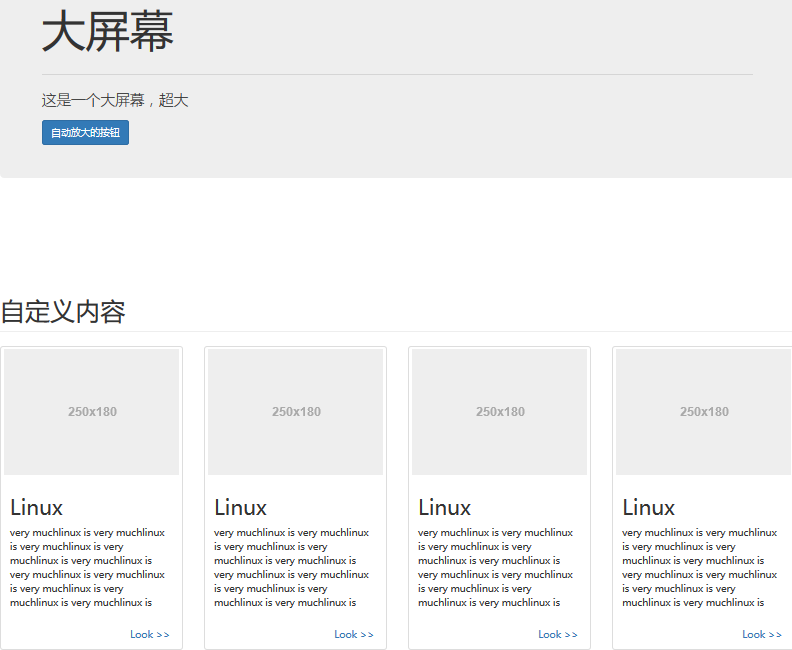 大屏幕
这是一个大屏幕，超大
自动放大的按钮
自定义内容
250x180
250x180
250x180
250x180
Linux
very muchlinux is very muchlinux
is very muchlinux is very
muchlinux is very muchlinux is
very muchlinux is very muchlinux
is very muchlinux is very
muchlinux is very muchlinux is
Look >>
Linux
very muchlinux is very muchlinux
is very muchlinux is very
muchlinux is very muchlinux is
very muchlinux is very muchlinux
is very muchlinux is very
muchlinux is very muchlinux is
Look >>
Linux
very muchlinux is very muchlinux
is very muchlinux is very
muchlinux is very muchlinux is
very muchlinux is very muchlinux
is very muchlinux is very
muchlinux is very muchlinux is
Look >>
Linux
very muchlinux is very muchlinux
is very muchlinux is very
muchlinux is very muchlinux is
very muchlinux is very muchlinux
is very muchlinux is very
muchlinux is very muchlinux is
Look >>